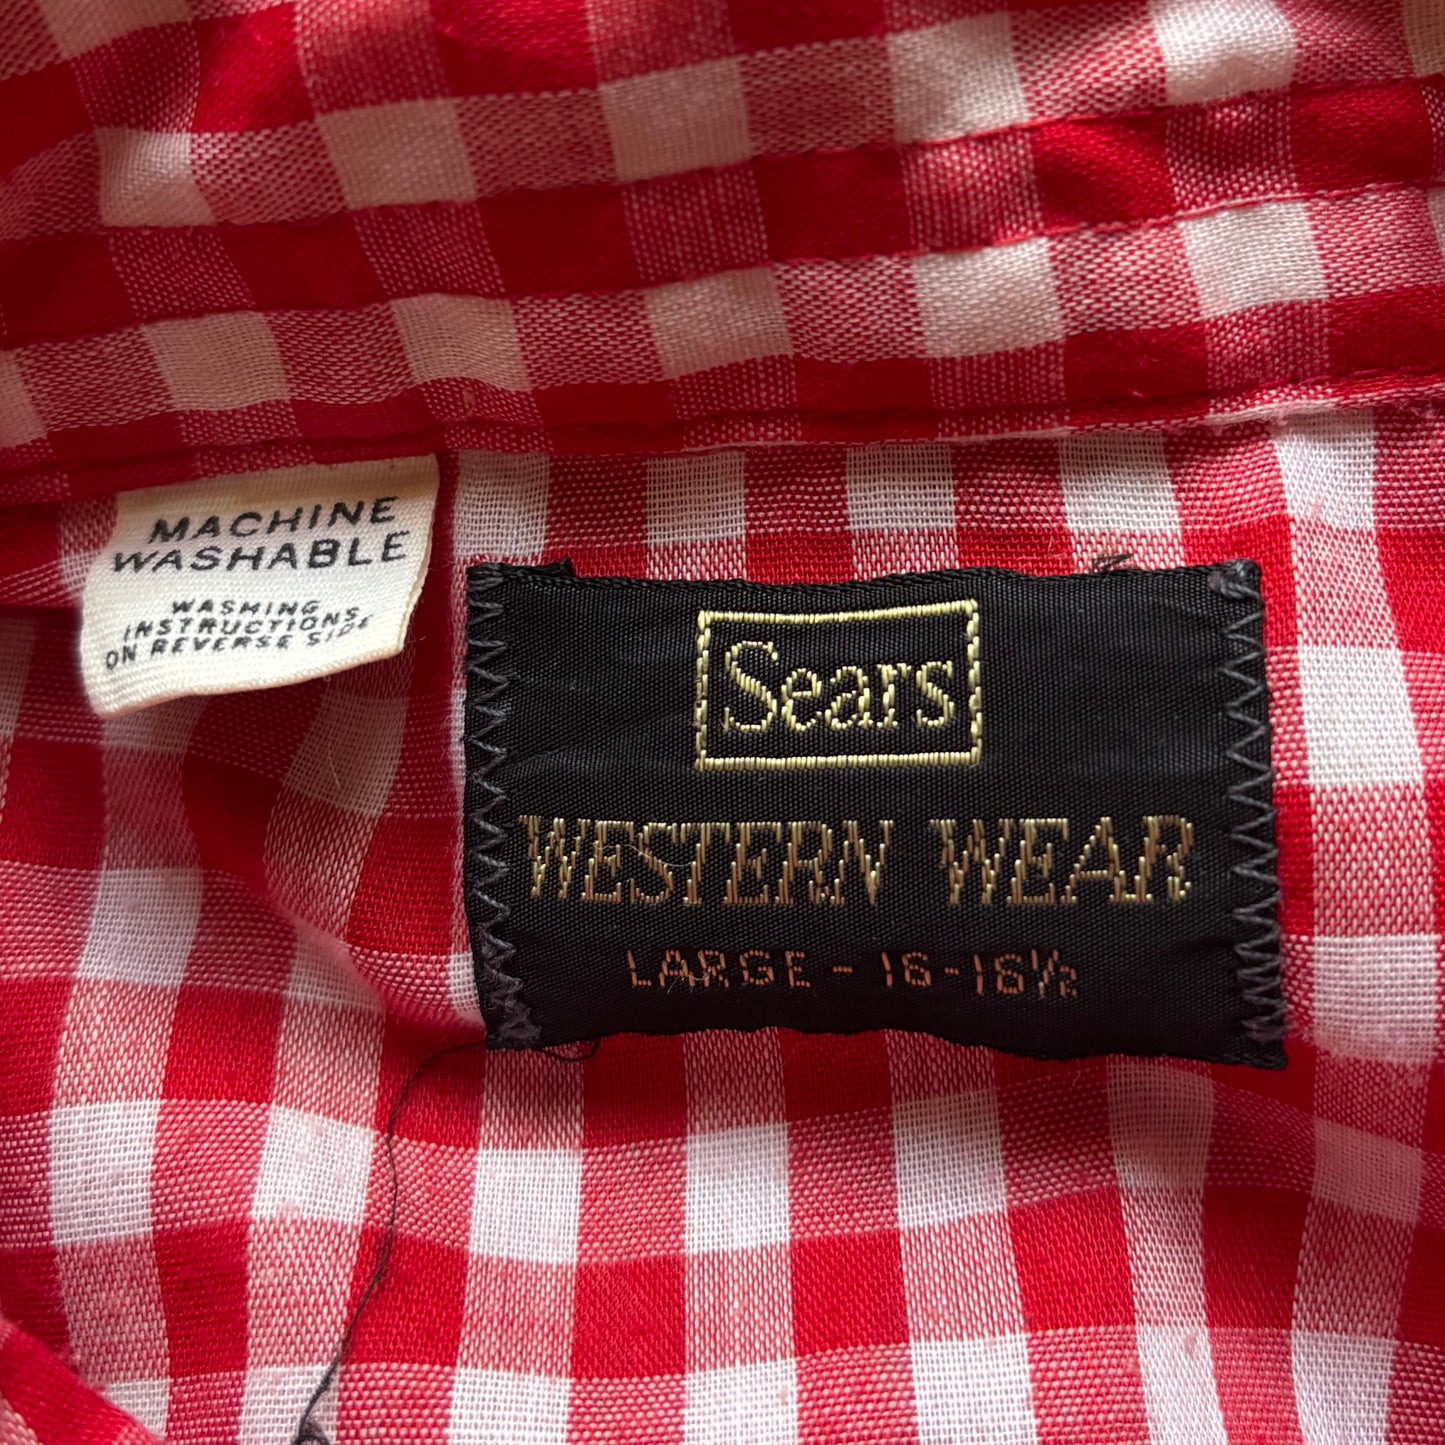 MACHINE
WASHABLE
WASHING
INSTRUCTIONS
ON REVERSE SIDE
Sears
WESTERN WEAR
LARGE - 16-16½